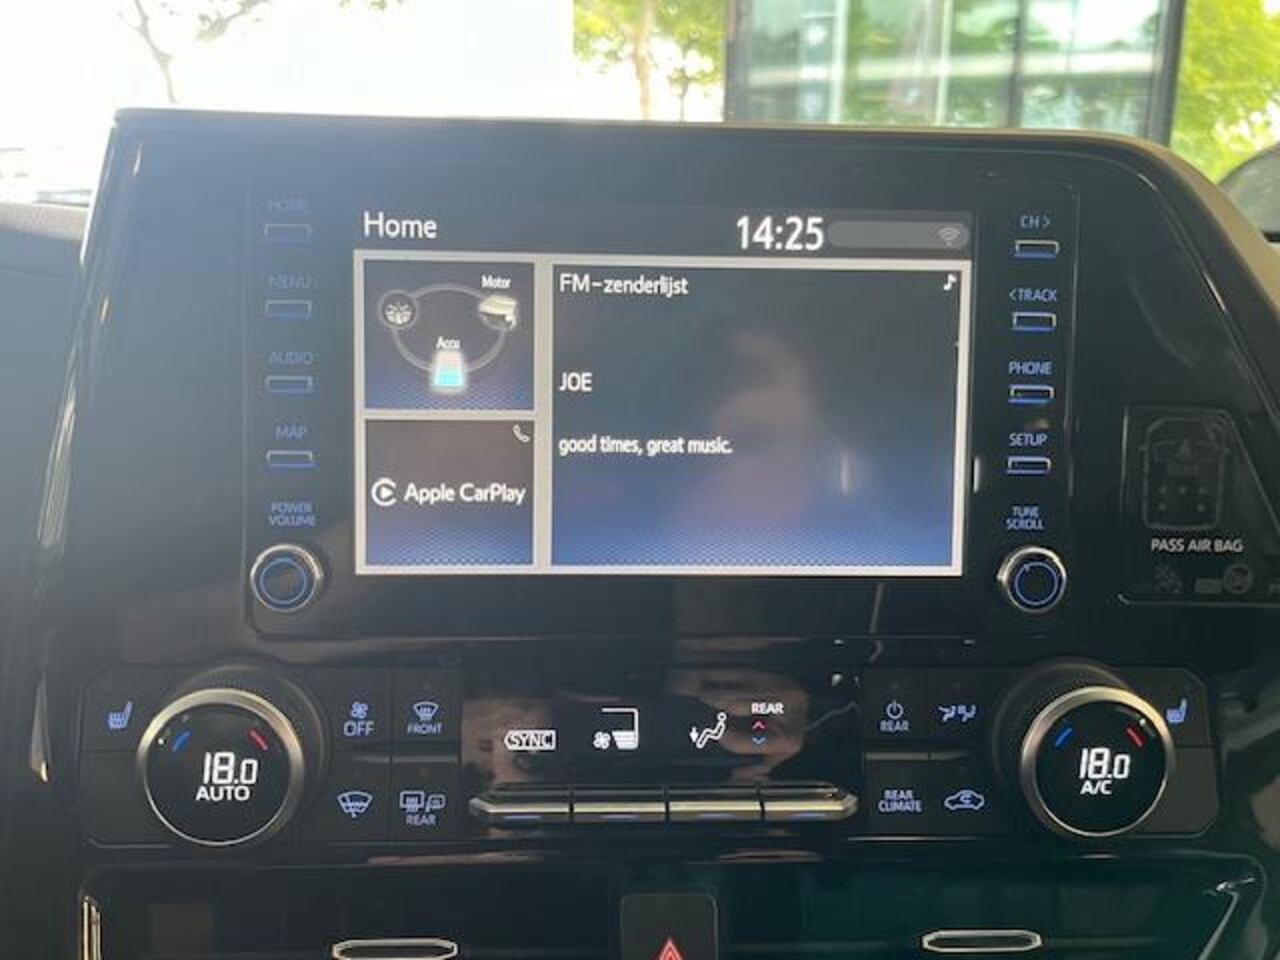 HOME
MENU
AUDIO
MAP
POWER
VOLUME
Home
14:25
Motor
Accu
Apple CarPlay
FM-zenderlijst
JOE
good times, great music.
CH >
<TRACK
PHONE
SETUP
TUNE
SCROLL
PASS AIR BAG
18.0
AUTO
OFF
FRONT
REAR
SYNC
REAR
REAR
REAR
CLIMATE
18.0
A/C